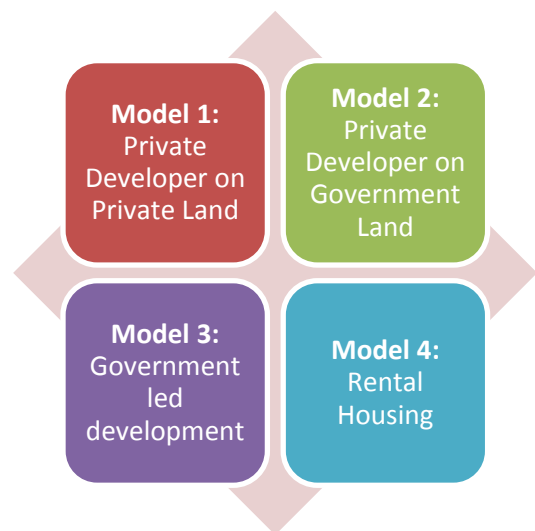 Model 1:
Private
Developer on
Private Land
Model 2:
Private
Developer on
Government
Land
Model 3:
Government
led
development
Model 4:
Rental
Housing